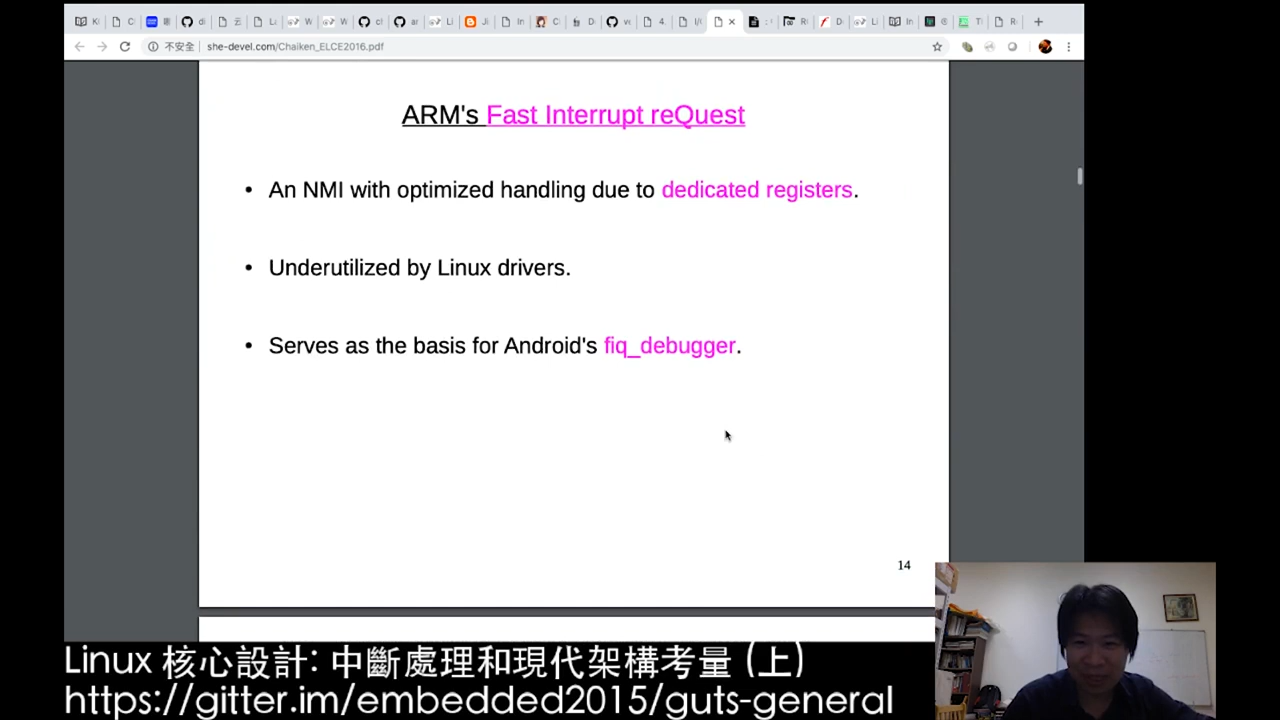 不安全 she-devel.com/Chaiken_ELCE2016.pdf
ARM's Fast Interrupt reQuest
• An NMI with optimized handling due to dedicated registers.
• Underutilized by Linux drivers.
• Serves as the basis for Android's fiq_debugger.
14
Linux 核心設計: 中斷處理和現代架構考量 (上)
https://gitter.im/embedded2015/guts-general